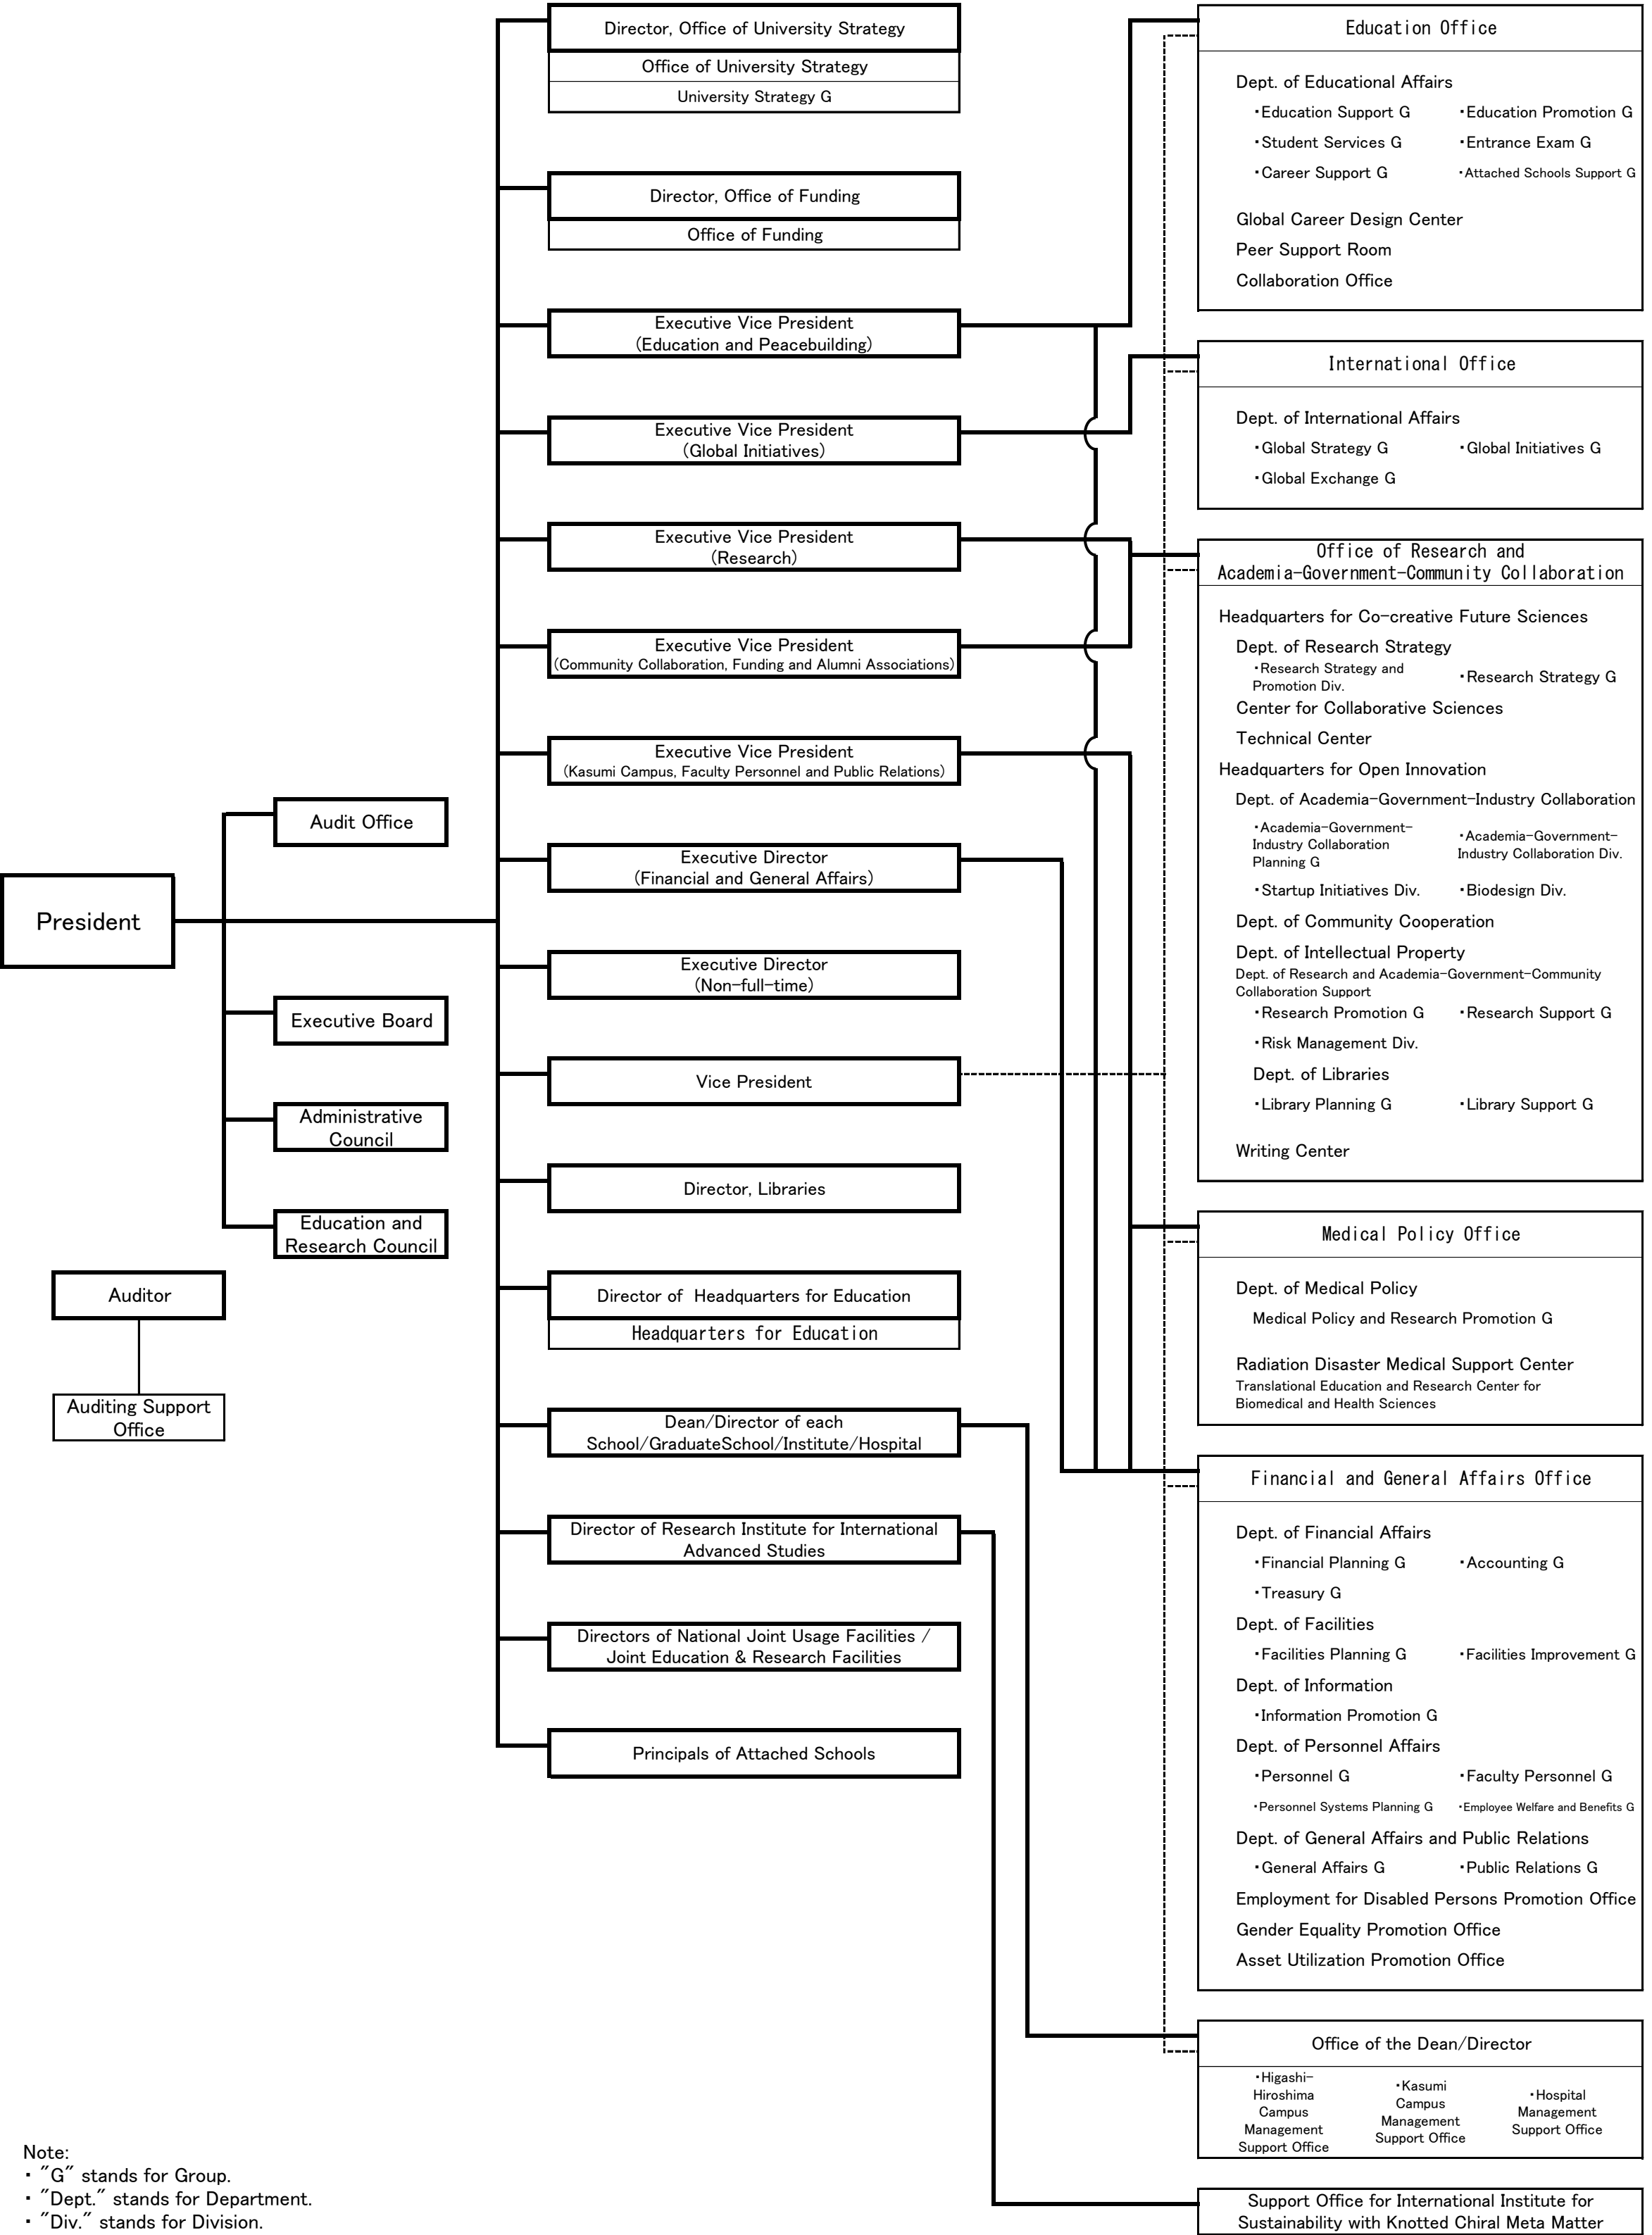 President
Audit Office
Executive Board
Administrative
Council
Education and
Research Council
Auditor
Auditing Support
Office
Director, Office of University Strategy
Office of University Strategy
University Strategy G
Director, Office of Funding
Office of Funding
Executive Vice President
(Education and Peacebuilding)
Executive Vice President
(Global Initiatives)
Executive Vice President
(Research)
Executive Vice President
(Community Collaboration, Funding and Alumni Associations)
Executive Vice President
(Kasumi Campus, Faculty Personnel and Public Relations)
Executive Director
(Financial and General Affairs)
Executive Director
(Non-full-time)
Vice President
Director, Libraries
Director of  Headquarters for Education
Headquarters for Education
Dean/Director of each
School/GraduateSchool/Institute/Hospital
Director of Research Institute for International
Advanced Studies
Directors of National Joint Usage Facilities /
Joint Education & Research Facilities
Principals of Attached Schools
Education Office
Dept. of Educational Affairs
・Education Support G ・Education Promotion G
・Student Services G ・Entrance Exam G
・Career Support G ・Attached Schools Support G
Global Career Design Center
Peer Support Room
Collaboration Office
International Office
Dept. of International Affairs
・Global Strategy G ・Global Initiatives G
・Global Exchange G
Office of Research and
Academia-Government-Community Collaboration
Headquarters for Co-creative Future Sciences
Dept. of Research Strategy
・Research Strategy and
Promotion Div.
・Research Strategy G
Center for Collaborative Sciences
Technical Center
Headquarters for Open Innovation
Dept. of Academia-Government-Industry Collaboration
・Academia-Government-
Industry Collaboration
Planning G
・Academia-Government-
Industry Collaboration Div.
・Startup Initiatives Div. ・Biodesign Div.
Dept. of Community Cooperation
Dept. of Intellectual Property
Dept. of Research and Academia-Government-Community
Collaboration Support
・Research Promotion G ・Research Support G
・Risk Management Div.
Dept. of Libraries
・Library Planning G ・Library Support G
Writing Center
Medical Policy Office
Dept. of Medical Policy
Medical Policy and Research Promotion G
Radiation Disaster Medical Support Center
Translational Education and Research Center for
Biomedical and Health Sciences
Financial and General Affairs Office
Dept. of Financial Affairs
・Financial Planning G ・Accounting G
・Treasury G
Dept. of Facilities
・Facilities Planning G ・Facilities Improvement G
Dept. of Information
・Information Promotion G
Dept. of Personnel Affairs
・Personnel G ・Faculty Personnel G
・Personnel Systems Planning G ・Employee Welfare and Benefits G
Dept. of General Affairs and Public Relations
・General Affairs G ・Public Relations G
Employment for Disabled Persons Promotion Office
Gender Equality Promotion Office
Asset Utilization Promotion Office
Office of the Dean/Director
・Higashi-
Hiroshima
Campus
Management
Support Office
・Kasumi
Campus
Management
Support Office
・Hospital
Management
Support Office
Support Office for International Institute for
Sustainability with Knotted Chiral Meta Matter
Note:
・ "G" stands for Group.
・ "Dept." stands for Department.
・ "Div." stands for Division.